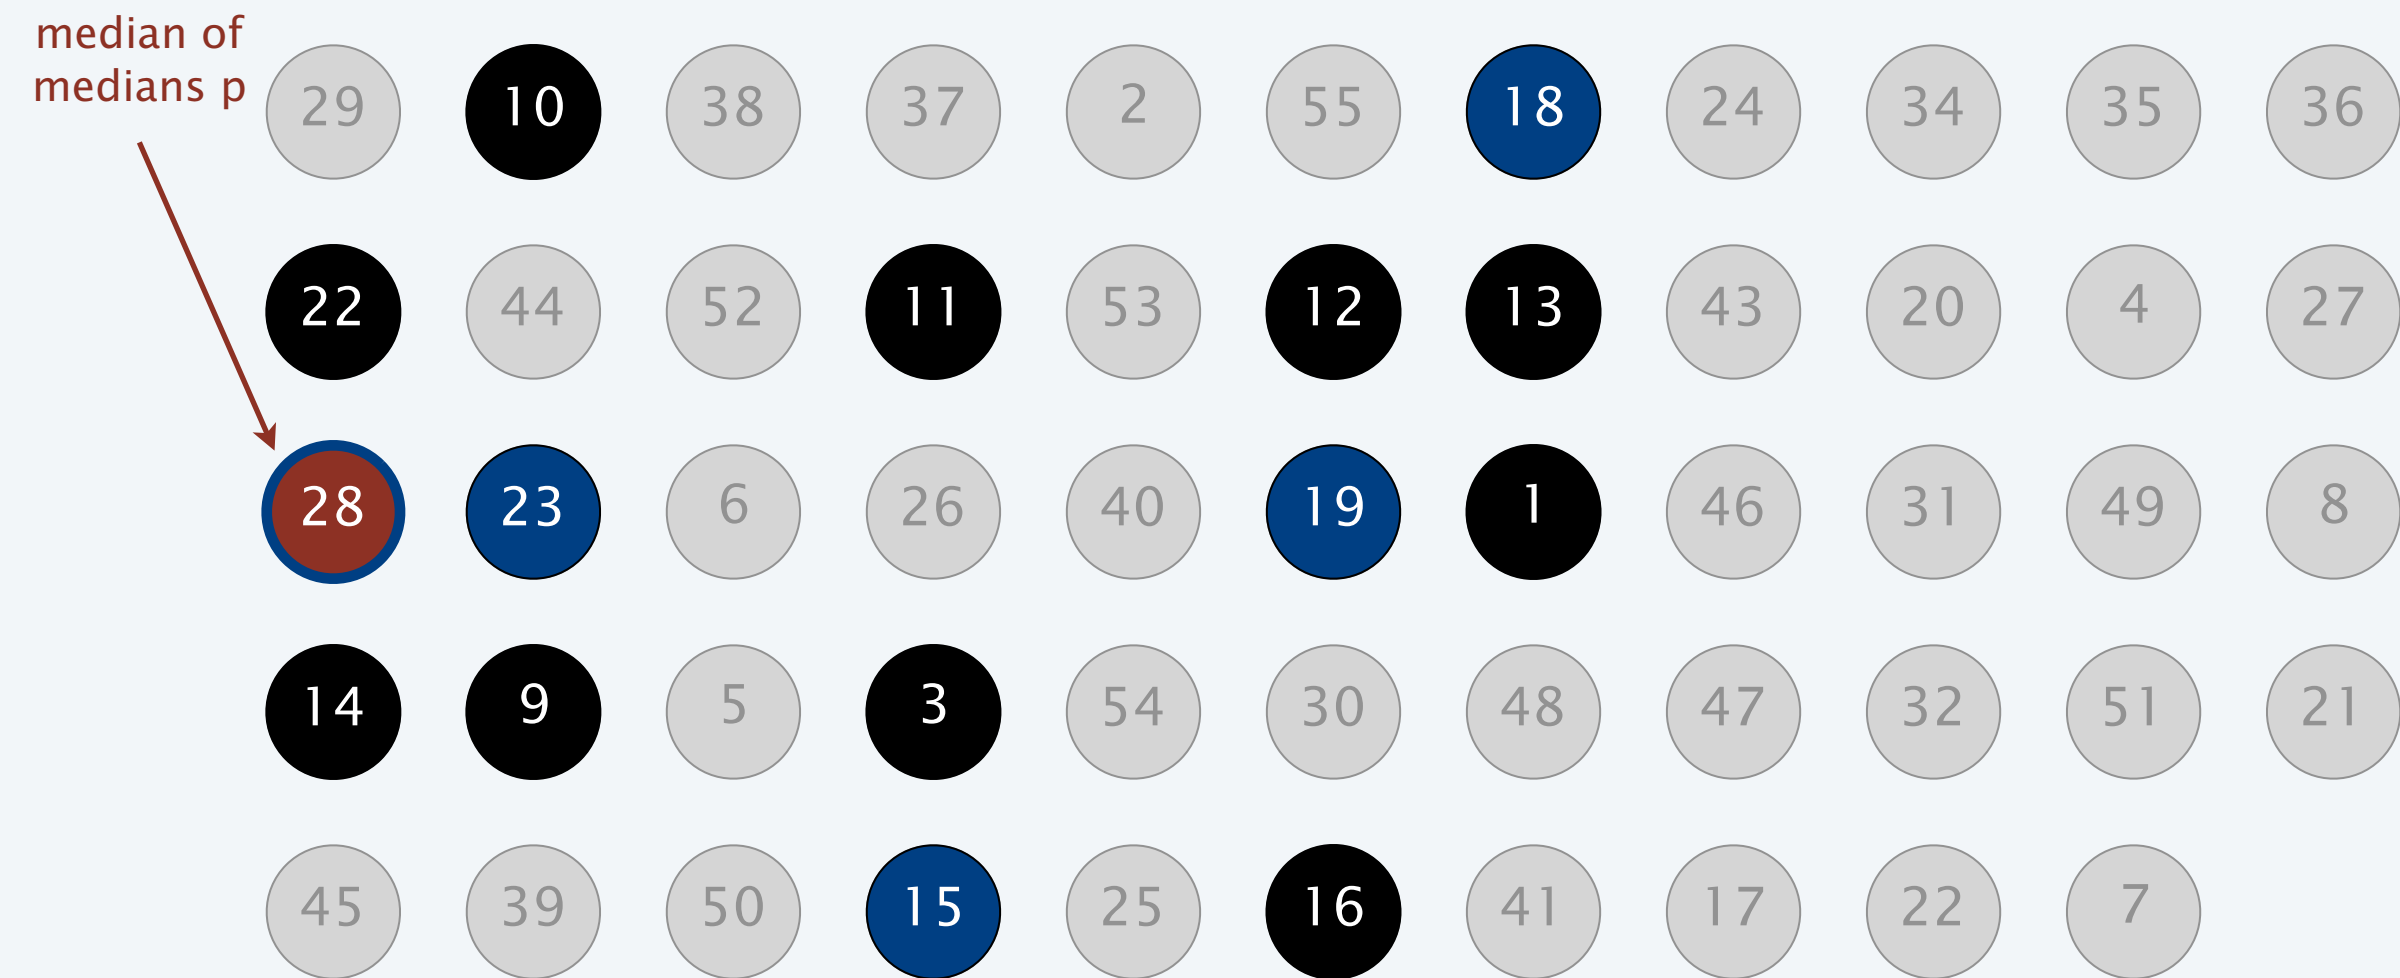 median of
medians p
29 10 38 37 2 55 18 24 34 35 36
22 44 52 11 53 12 13 43 20 4 27
28 23 6 26 40 19 1 46 31 49 8
14 9 5 3 54 30 48 47 32 51 21
45 39 50 15 25 16 41 17 22 7